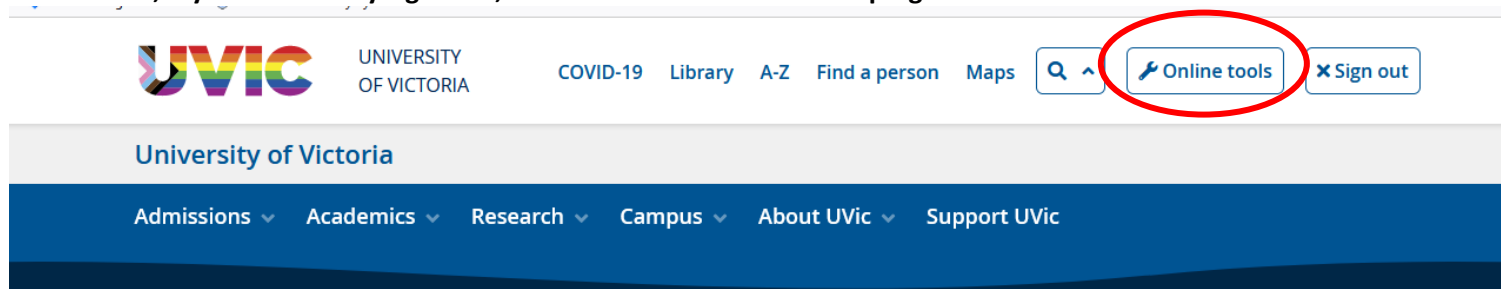 UVIC
UNIVERSITY
OF VICTORIA
COVID-19 Library A-Z Find a person Maps Online tools Sign out
University of Victoria
Admissions Academics Research Campus About UVic Support UVic